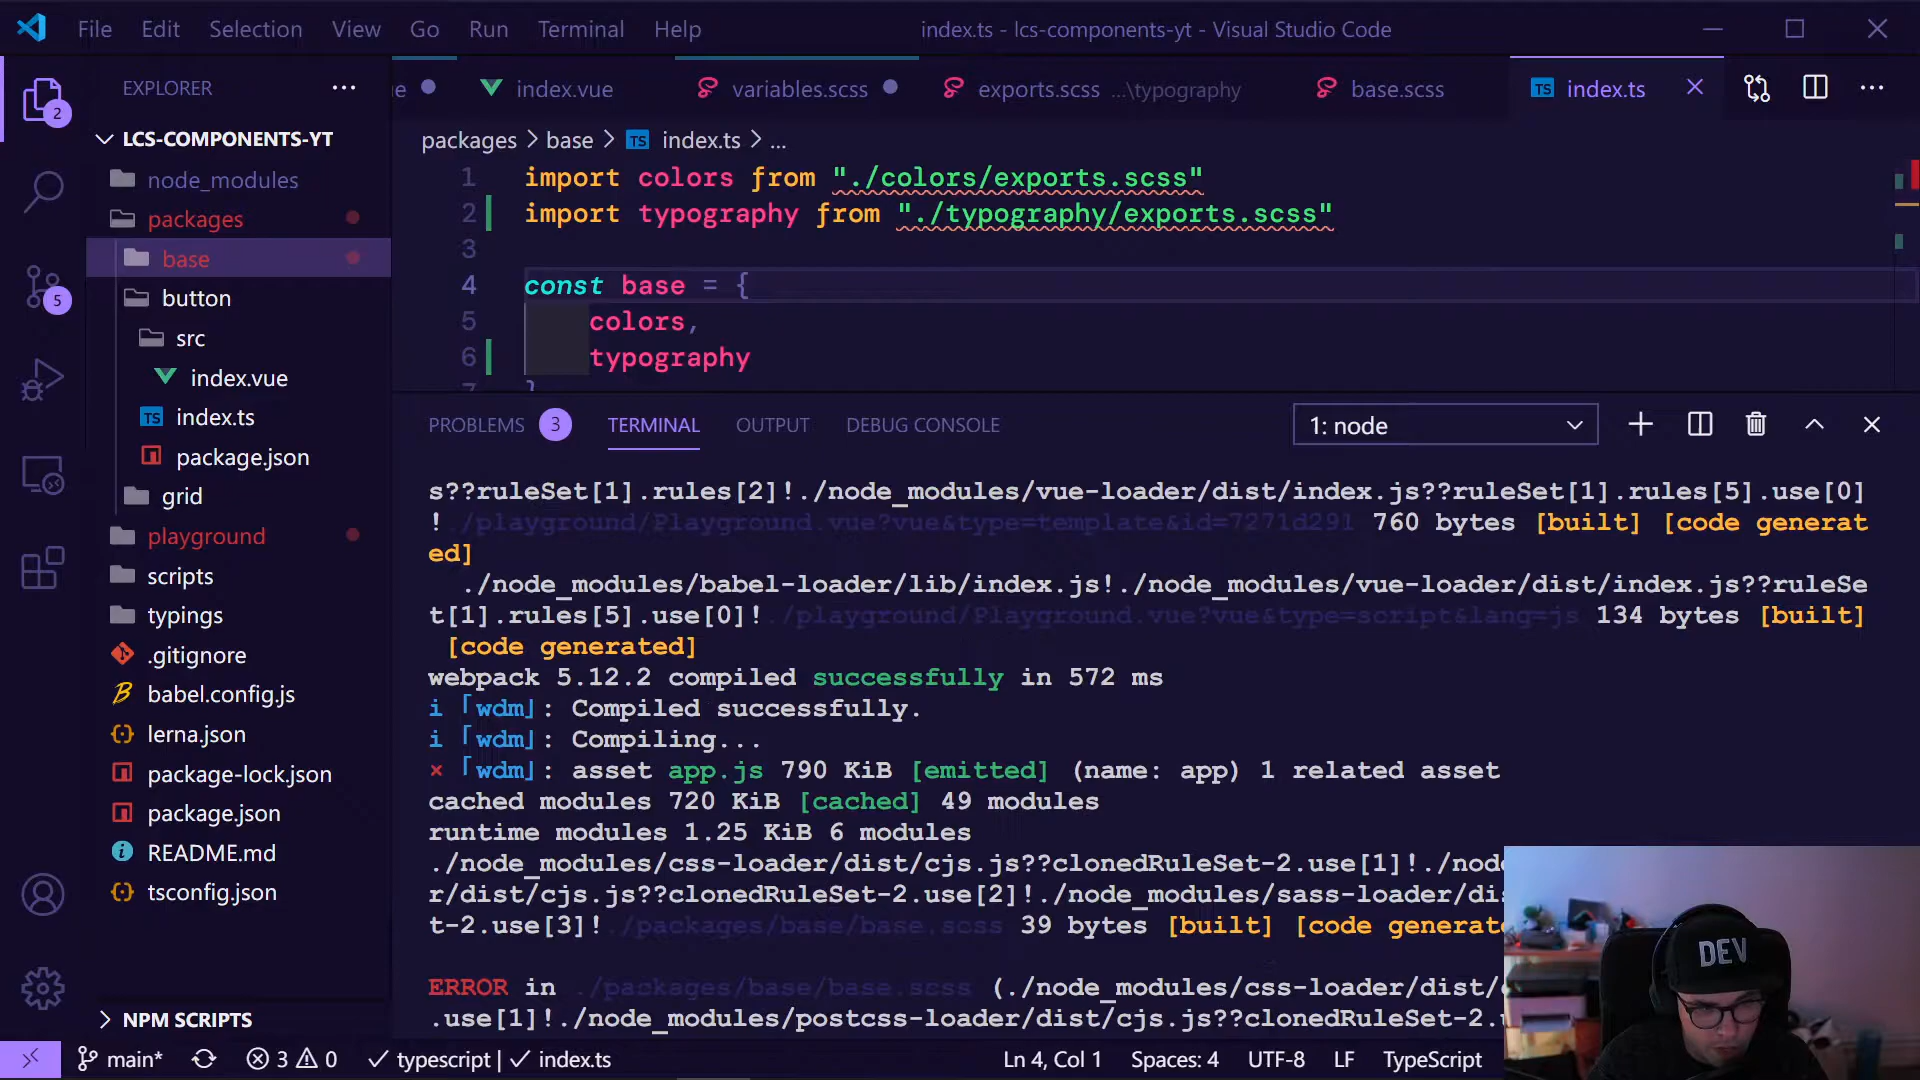 File Edit Selection View Go Run Terminal Help
index.ts - lcs-components-yt - Visual Studio Code
EXPLORER
e index.vue variables.scss exports.scss ...\typography base.scss TS index.ts
2
LCS-COMPONENTS-YT
packages > base > TS index.ts > ...
node_modules
packages
base
button
src
index.vue
TS index.ts
package.json
grid
playground
scripts
typings
.gitignore
babel.config.js
lerna.json
package-lock.json
package.json
README.md
tsconfig.json
NPM SCRIPTS
5
1 import colors from "./colors/exports.scss"
2 import typography from "./typography/exports.scss"
3
4 const base = {
5 colors,
6 typography
7 }
PROBLEMS 3 TERMINAL OUTPUT DEBUG CONSOLE 1: node
s??ruleSet[1].rules[2]!./node_modules/vue-loader/dist/index.js??ruleSet[1].rules[5].use[0]
!./playground/Playground.vue?vue&type=template&id=7271d291 760 bytes [built] [code generat
ed]
./node_modules/babel-loader/lib/index.js!./node_modules/vue-loader/dist/index.js??ruleSe
t[1].rules[5].use[0]!./playground/Playground.vue?vue&type=script&lang=js 134 bytes [built]
[code generated]
webpack 5.12.2 compiled successfully in 572 ms
i ｢wdm｣: Compiled successfully.
i ｢wdm｣: Compiling...
× ｢wdm｣: asset app.js 790 KiB [emitted] (name: app) 1 related asset
cached modules 720 KiB [cached] 49 modules
runtime modules 1.25 KiB 6 modules
./node_modules/css-loader/dist/cjs.js??clonedRuleSet-2.use[1]!./nod
r/dist/cjs.js??clonedRuleSet-2.use[2]!./node_modules/sass-loader/dis
t-2.use[3]!./packages/base/base.scss 39 bytes [built] [code generat
ERROR in ./packages/base/base.scss (./node_modules/css-loader/dist/
.use[1]!./node_modules/postcss-loader/dist/cjs.js??clonedRuleSet-2.
DEV
main* 3 0 typescript | index.ts Ln 4, Col 1 Spaces: 4 UTF-8 LF TypeScript